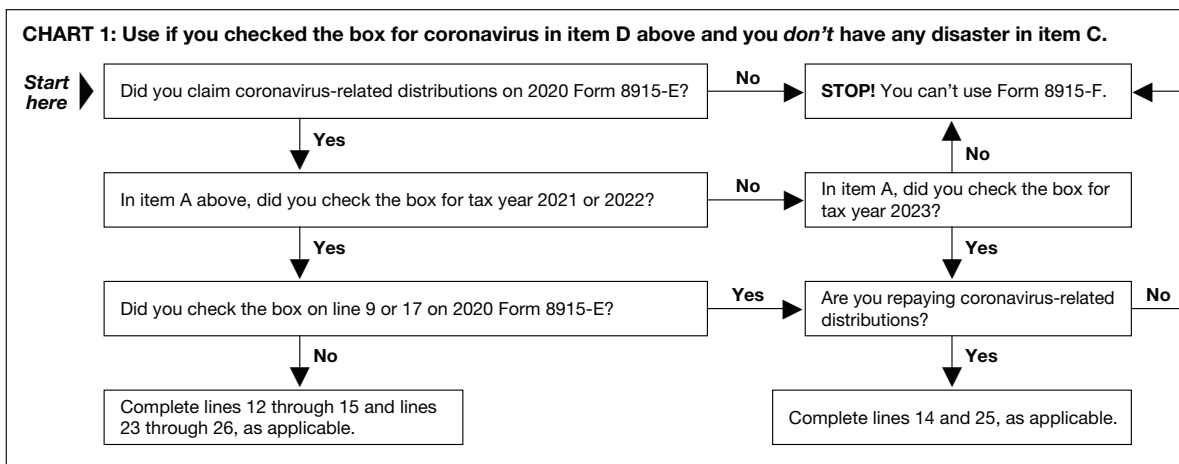 CHART 1: Use if you checked the box for coronavirus in item D above and you don't have any disaster in item C.
Start
here
Did you claim coronavirus-related distributions on 2020 Form 8915-E?
No
STOP! You can't use Form 8915-F.
Yes
No
In item A above, did you check the box for tax year 2021 or 2022?
No
In item A, did you check the box for
tax year 2023?
Yes
Yes
Did you check the box on line 9 or 17 on 2020 Form 8915-E?
Yes
Are you repaying coronavirus-related
distributions?
No
No
Yes
Complete lines 12 through 15 and lines
23 through 26, as applicable.
Complete lines 14 and 25, as applicable.